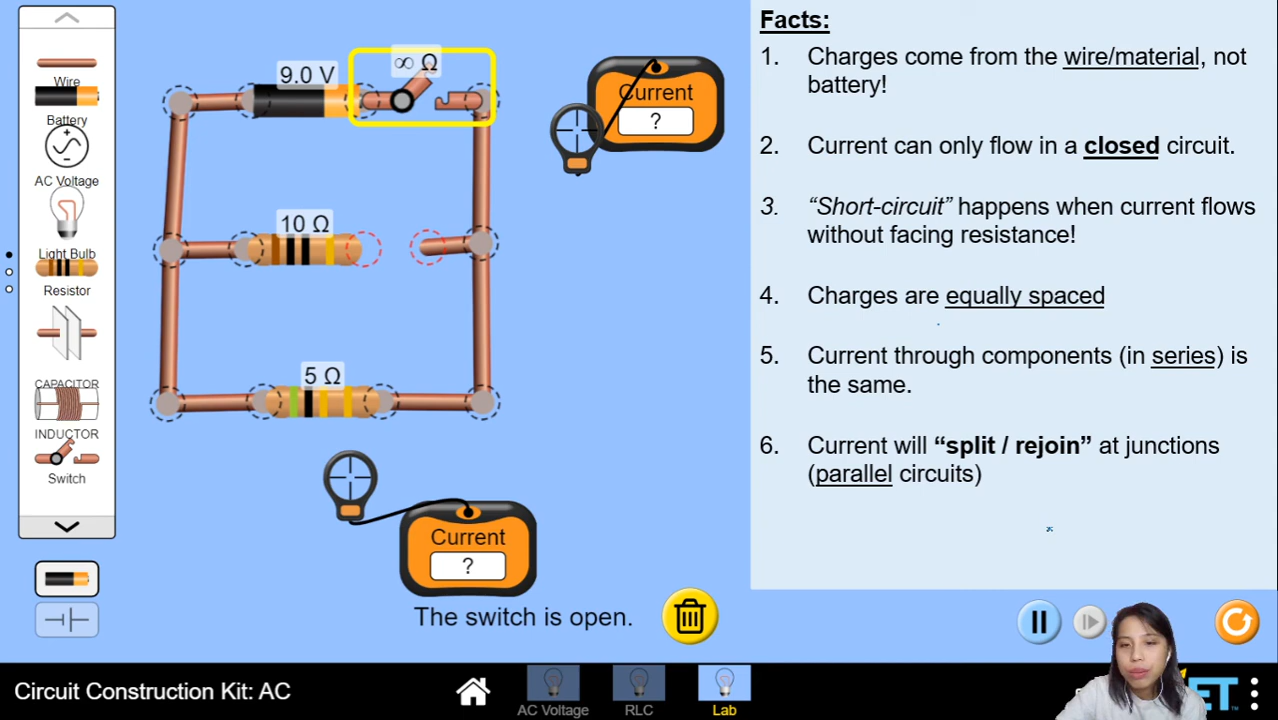 Wire
Battery
AC Voltage
Light Bulb
Resistor
CAPACITOR
INDUCTOR
Switch
9.0 V
∞ Ω
10 Ω
5 Ω
Current
?
Current
?
The switch is open.
Facts:
1. Charges come from the wire/material, not
battery!
2. Current can only flow in a closed circuit.
3. “Short-circuit” happens when current flows
without facing resistance!
4. Charges are equally spaced
5. Current through components (in series) is
the same.
6. Current will “split / rejoin” at junctions
(parallel circuits)
Circuit Construction Kit: AC
AC Voltage
RLC
Lab